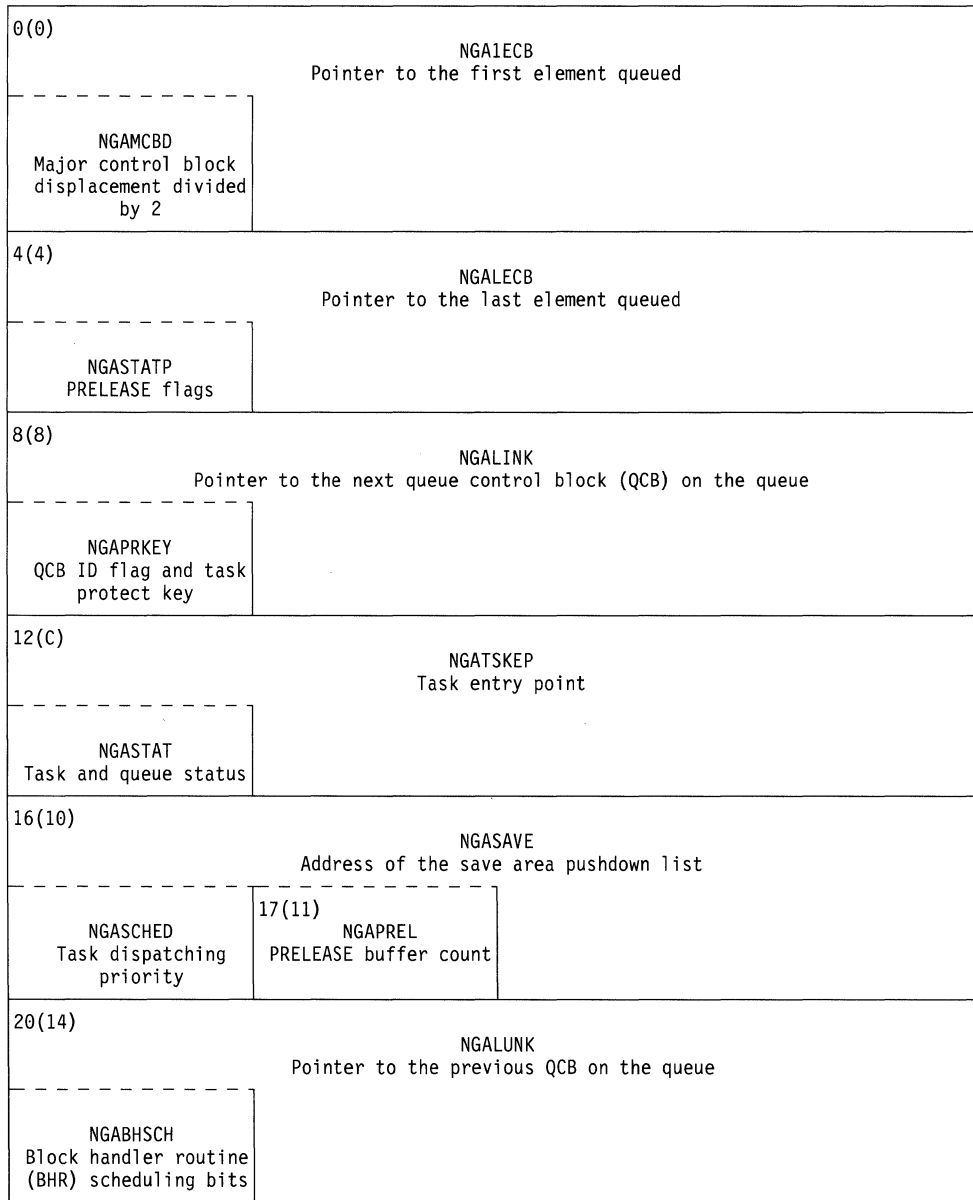 0(0)
NGA1ECB
Pointer to the first element queued
NGAMCBD
Major control block
displacement divided
by 2
4(4)
NGALECB
Pointer to the last element queued
NGASTATP
PRELEASE flags
8(8)
NGALINK
Pointer to the next queue control block (QCB) on the queue
NGAPRKEY
QCB ID flag and task
protect key
12(C)
NGATSKEP
Task entry point
NGASTAT
Task and queue status
16(10)
NGASAVE
Address of the save area pushdown list
NGASCHED
Task dispatching
priority
17(11)
NGAPREL
PRELEASE buffer count
20(14)
NGALUNK
Pointer to the previous QCB on the queue
NGABHSCH
Block handler routine
(BHR) scheduling bits